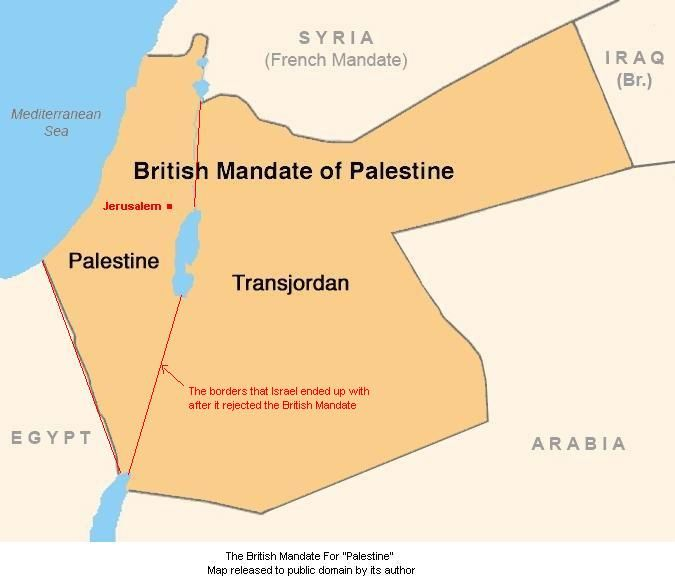 SYRIA
(French Mandate)
IRAQ
(Br.)
Mediterranean
Sea
British Mandate of Palestine
Jerusalem
Palestine
Transjordan
The borders that Israel ended up with
after it rejected the British Mandate
EGYPT
ARABIA
The British Mandate For "Palestine"
Map released to public domain by its author